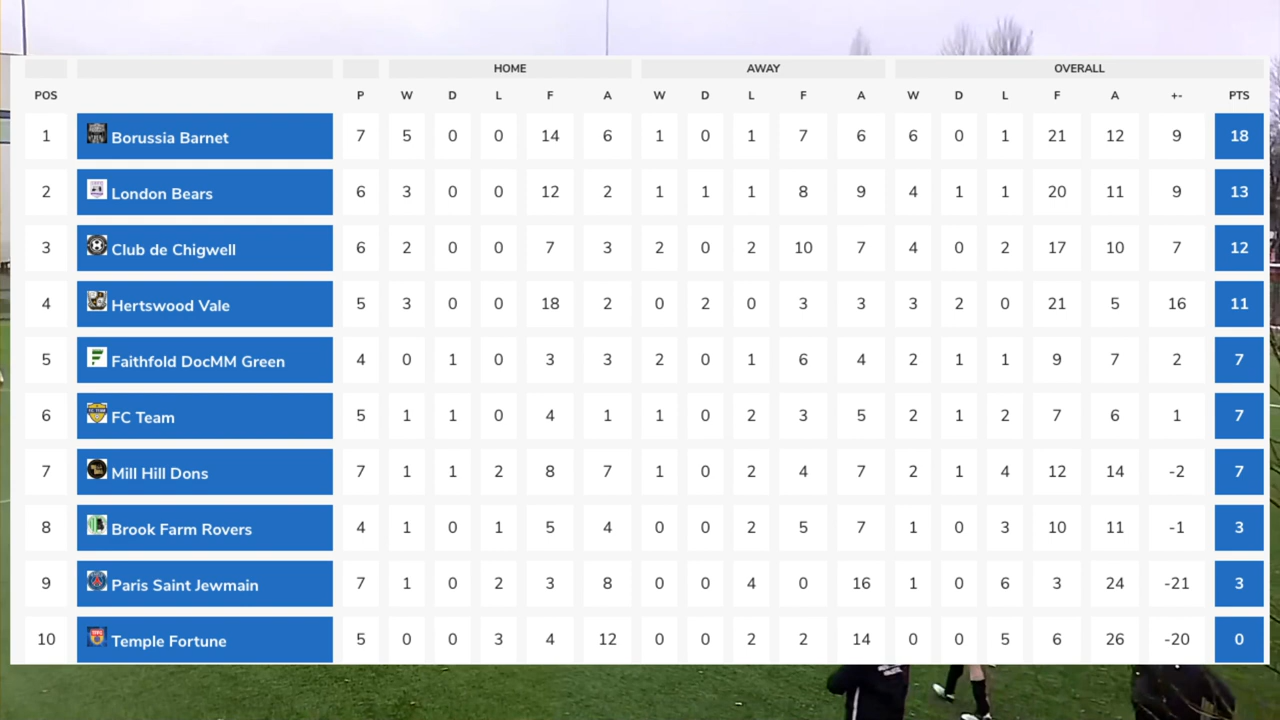 HOME AWAY OVERALL
POS P W D L F A W D L F A W D L F A +- PTS
1 Borussia Barnet 7 5 0 0 14 6 1 0 1 7 6 6 0 1 21 12 9 18
2 London Bears 6 3 0 0 12 2 1 1 1 8 9 4 1 1 20 11 9 13
3 Club de Chigwell 6 2 0 0 7 3 2 0 2 10 7 4 0 2 17 10 7 12
4 Hertswood Vale 5 3 0 0 18 2 0 2 0 3 3 3 2 0 21 5 16 11
5 Faithfold DocMM Green 4 0 1 0 3 3 2 0 1 6 4 2 1 1 9 7 2 7
6 FC Team 5 1 1 0 4 1 1 0 2 3 5 2 1 2 7 6 1 7
7 Mill Hill Dons 7 1 1 2 8 7 1 0 2 4 7 2 1 4 12 14 -2 7
8 Brook Farm Rovers 4 1 0 1 5 4 0 0 2 5 7 1 0 3 10 11 -1 3
9 Paris Saint Jewmain 7 1 0 2 3 8 0 0 4 0 16 1 0 6 3 24 -21 3
10 Temple Fortune 5 0 0 3 4 12 0 0 2 2 14 0 0 5 6 26 -20 0